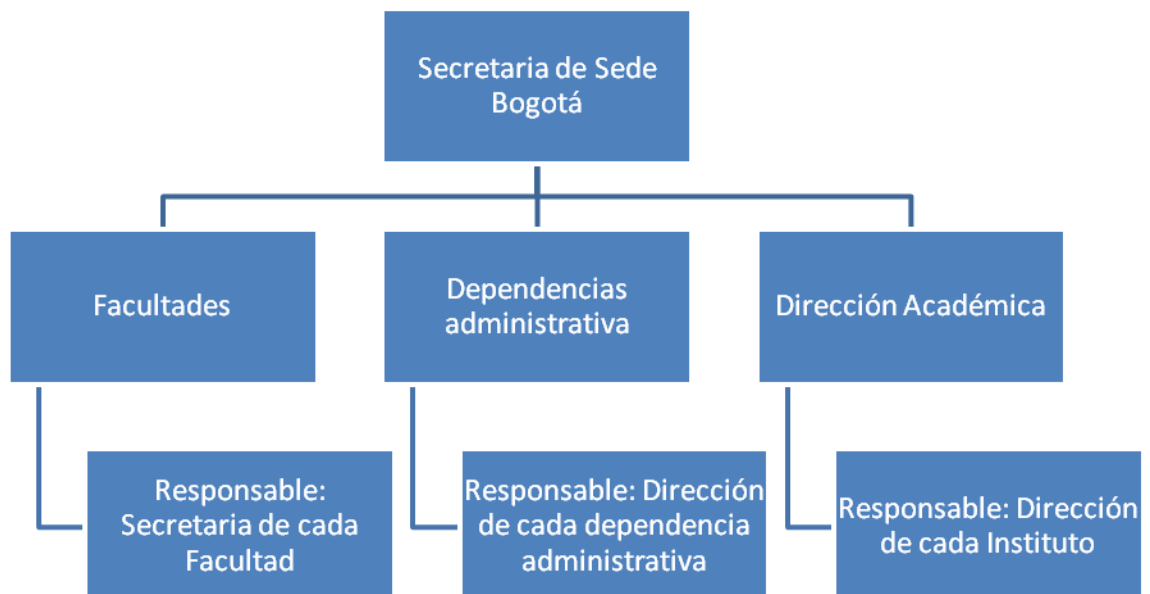 Secretaria de Sede
Bogotá
Facultades
Dependencias
administrativa
Dirección Académica
Responsable:
Secretaria de cada
Facultad
Responsable: Dirección
de cada dependencia
administrativa
Responsable: Dirección
de cada Instituto